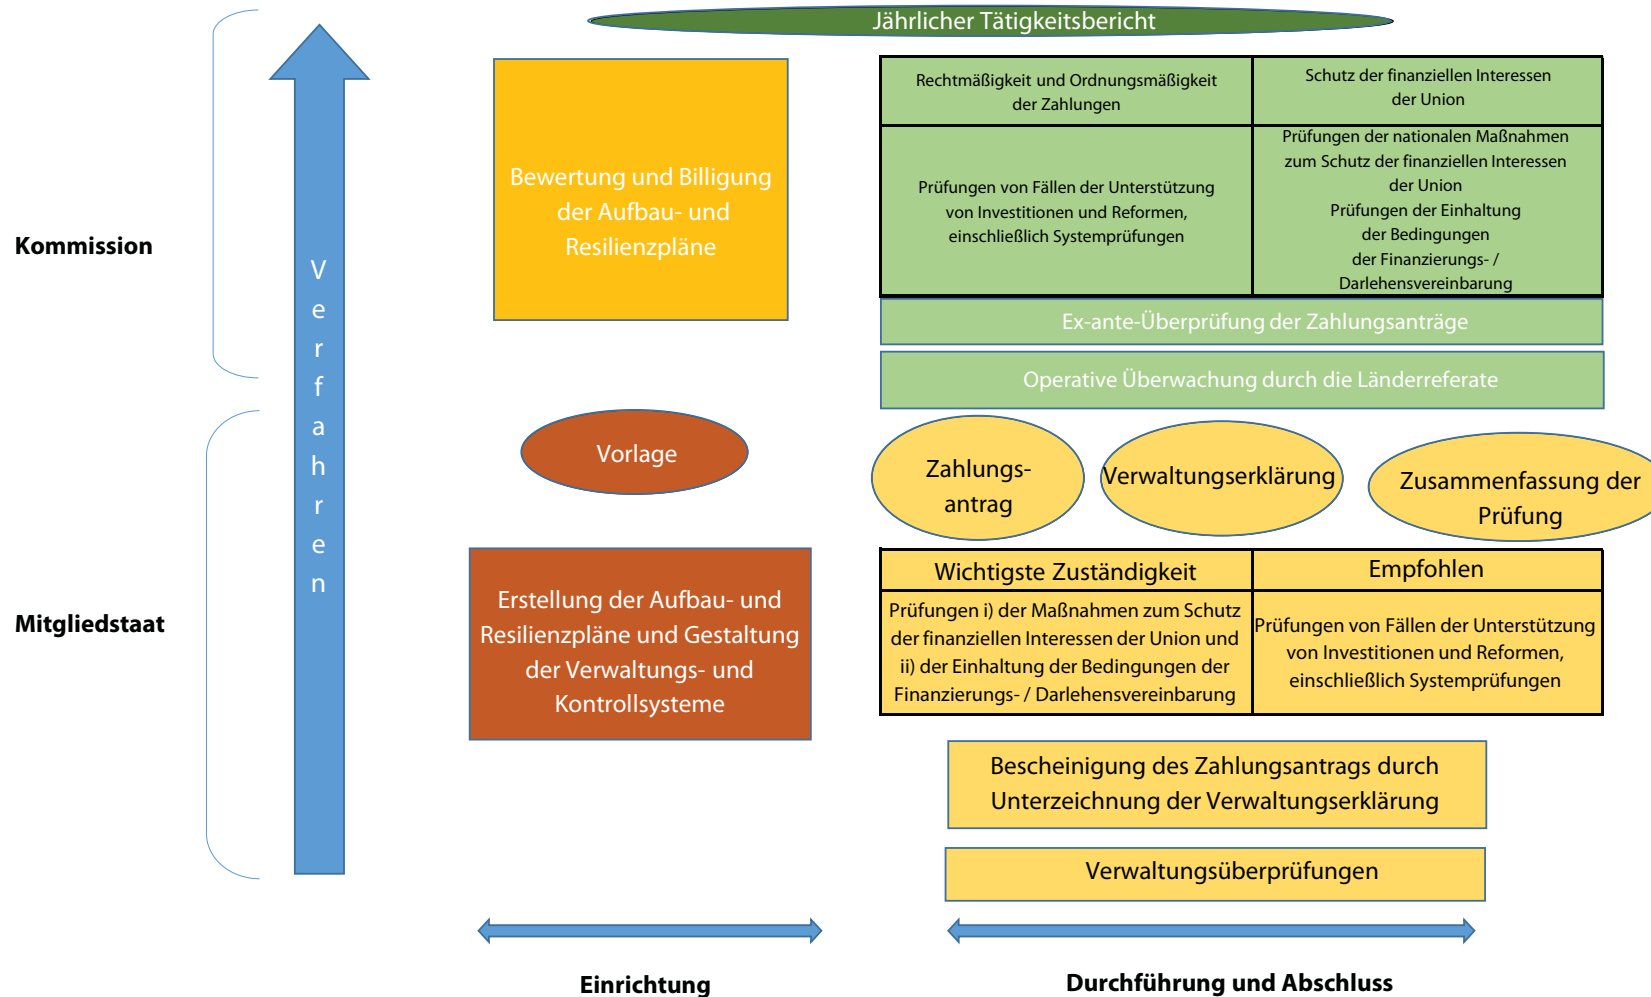 Jährlicher Tätigkeitsbericht
Kommission
Verfahren
Bewertung und Billigung
der Aufbau- und
Resilienzpläne
Rechtmäßigkeit und Ordnungsmäßigkeit
der Zahlungen
Schutz der finanziellen Interessen
der Union
Prüfungen von Fällen der Unterstützung
von Investitionen und Reformen,
einschließlich Systemprüfungen
Prüfungen der nationalen Maßnahmen
zum Schutz der finanziellen Interessen
der Union
Prüfungen der Einhaltung
der Bedingungen
der Finanzierungs- /
Darlehensvereinbarung
Ex-ante-Überprüfung der Zahlungsanträge
Operative Überwachung durch die Länderreferate
Mitgliedstaat
Vorlage
Zahlungs-
antrag
Verwaltungserklärung
Zusammenfassung der
Prüfung
Erstellung der Aufbau- und
Resilienzpläne und Gestaltung
der Verwaltungs- und
Kontrollsysteme
Wichtigste Zuständigkeit
Empfohlen
Prüfungen i) der Maßnahmen zum Schutz
der finanziellen Interessen der Union und
ii) der Einhaltung der Bedingungen der
Finanzierungs- / Darlehensvereinbarung
Prüfungen von Fällen der Unterstützung
von Investitionen und Reformen,
einschließlich Systemprüfungen
Bescheinigung des Zahlungsantrags durch
Unterzeichnung der Verwaltungserklärung
Verwaltungsüberprüfungen
Einrichtung
Durchführung und Abschluss